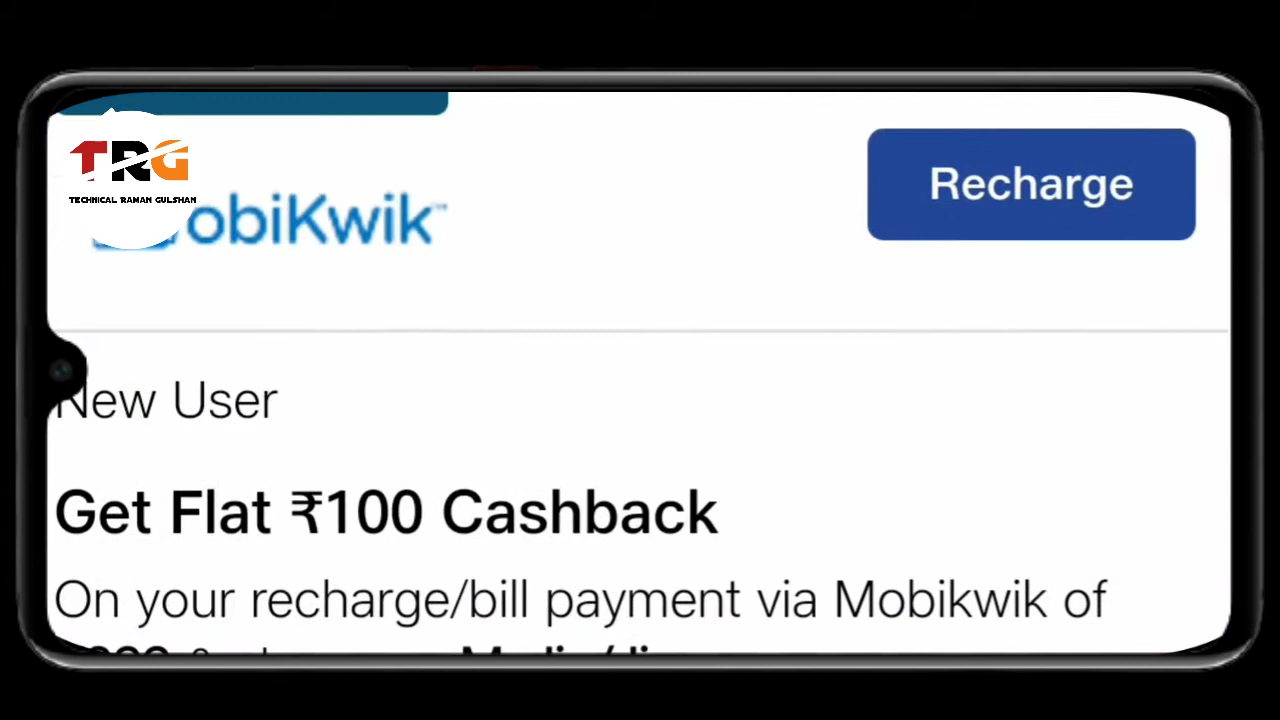 TRG
TECHNICAL RAMAN GULSHAN
obiKwik™
Recharge
New User
Get Flat ₹100 Cashback
On your recharge/bill payment via Mobikwik of